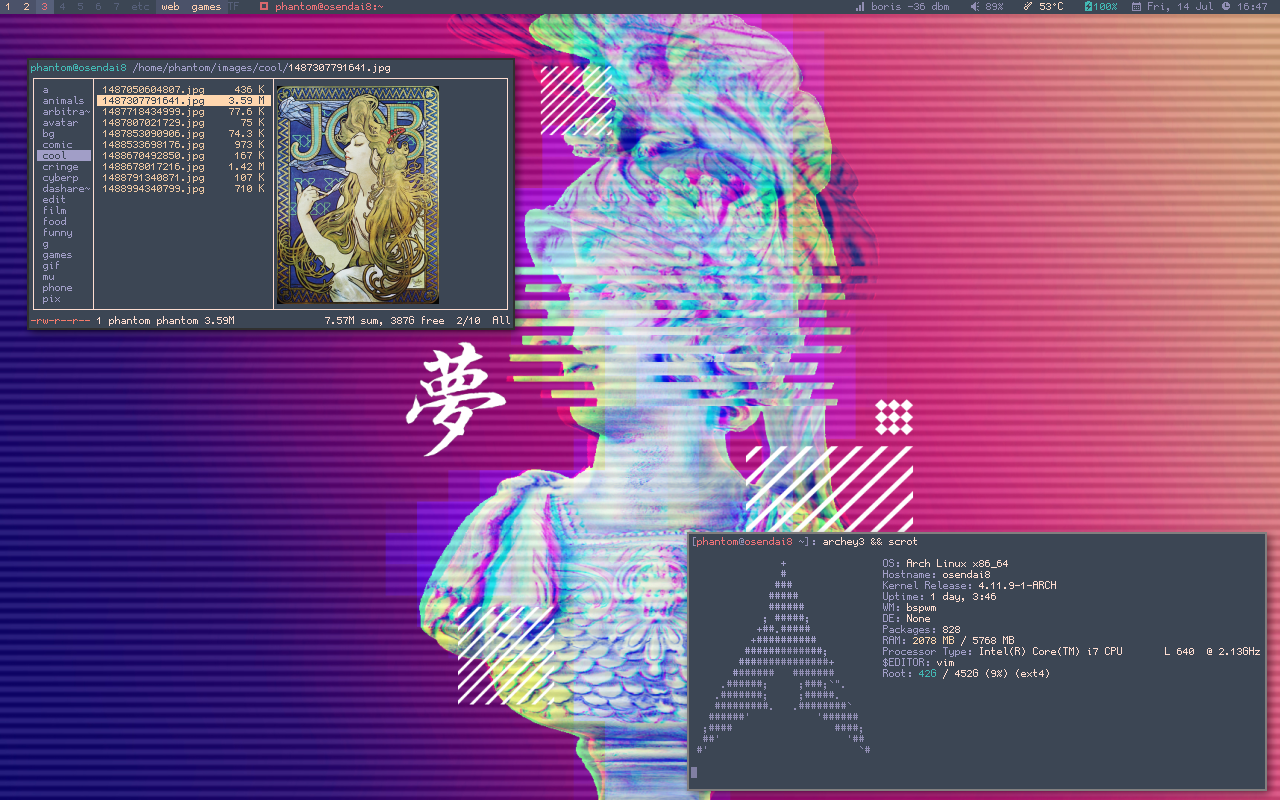 1 2 3 4 5 6 7 etc web games TF phantom@osendai8:~ boris -36 dbm 89% 53°C 100% Fri, 14 Jul 16:47
phantom@osendai8 /home/phantom/images/cool/1487307791641.jpg
a
animals
arbitra~
avatar
bg
comic
cool
cringe
cyberp
dashare~
edit
film
food
funny
g
games
gif
mu
phone
pix
1487050604807.jpg 436 K
1487307791641.jpg 3.59 M
1487718434999.jpg 77.6 K
1487807021729.jpg 75 K
1487853090906.jpg 74.3 K
1488533698176.jpg 973 K
1488670492850.jpg 167 K
1488678017216.jpg 1.42 M
1488791340871.jpg 107 K
1488994340799.jpg 710 K
JOB
-rw-r--r-- 1 phantom phantom 3.59M 7.57M sum, 387G free 2/10 All
夢
[phantom@osendai8 ~]: archey3 && scrot
OS: Arch Linux x86_64
Hostname: osendai8
Kernel Release: 4.11.9-1-ARCH
Uptime: 1 day, 3:46
WM: bspwm
DE: None
Packages: 828
RAM: 2078 MB / 5768 MB
Processor Type: Intel(R) Core(TM) i7 CPU L 640 @ 2.13GHz
$EDITOR: vim
Root: 42G / 452G (9%) (ext4)